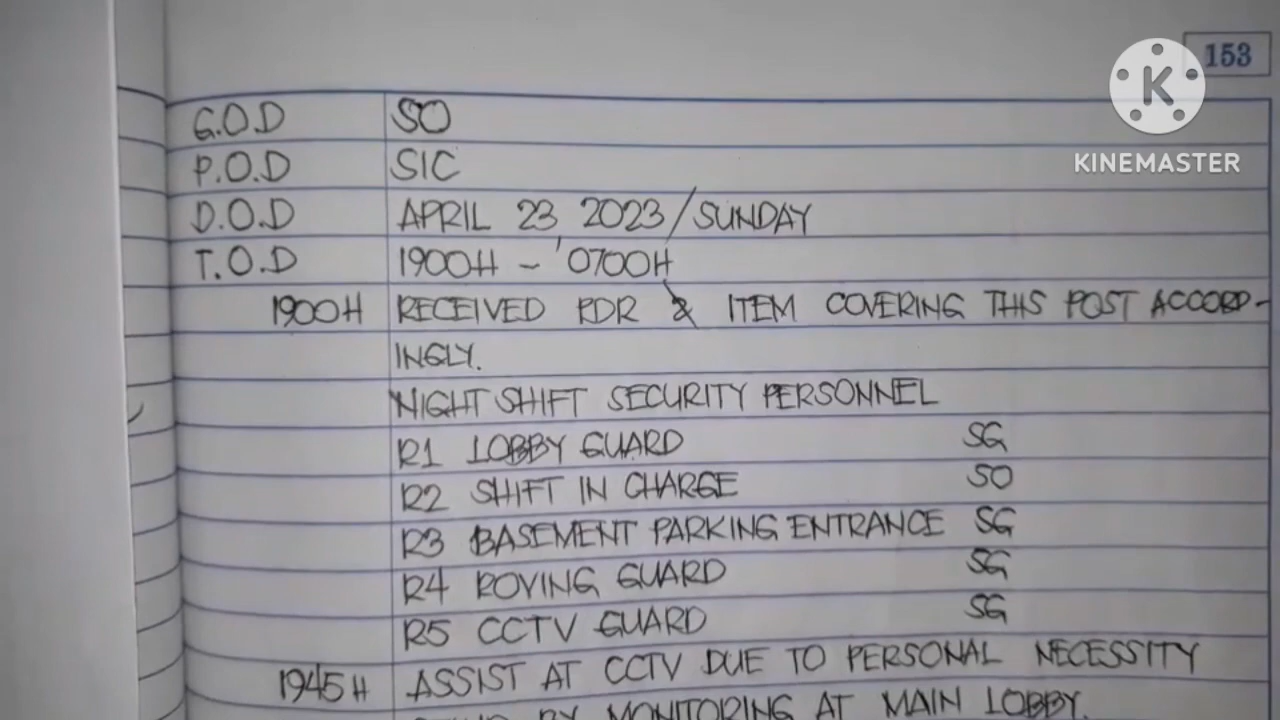 153
KINEMASTER
G.O.D SO
P.O.D SIC
D.O.D APRIL 23, 2023/SUNDAY
T.O.D 1900H - 0700H
1900H RECEIVED PDR & ITEM COVERING THIS POST ACCORD-
INGLY.
NIGHT SHIFT SECURITY PERSONNEL
R1 LOBBY GUARD SG
R2 SHIFT IN CHARGE SO
R3 BASEMENT PARKING ENTRANCE SG
R4 ROVING GUARD SG
R5 CCTV GUARD SG
1945H ASSIST AT CCTV DUE TO PERSONAL NECESSITY
BY MONITORING AT MAIN LOBBY.